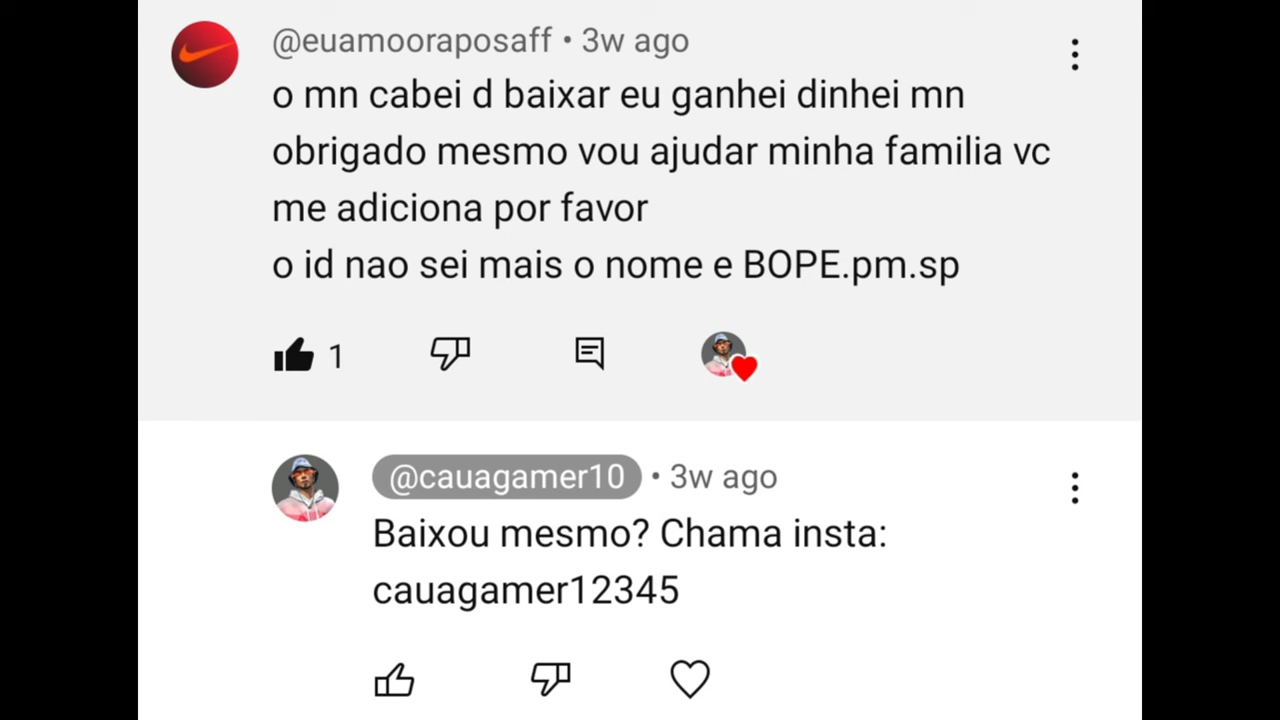 @euamooraposaff • 3w ago
o mn cabei d baixar eu ganhei dinhei mn
obrigado mesmo vou ajudar minha familia vc
me adiciona por favor
o id nao sei mais o nome e BOPE.pm.sp
1
@cauagamer10 • 3w ago
Baixou mesmo? Chama insta:
cauagamer12345